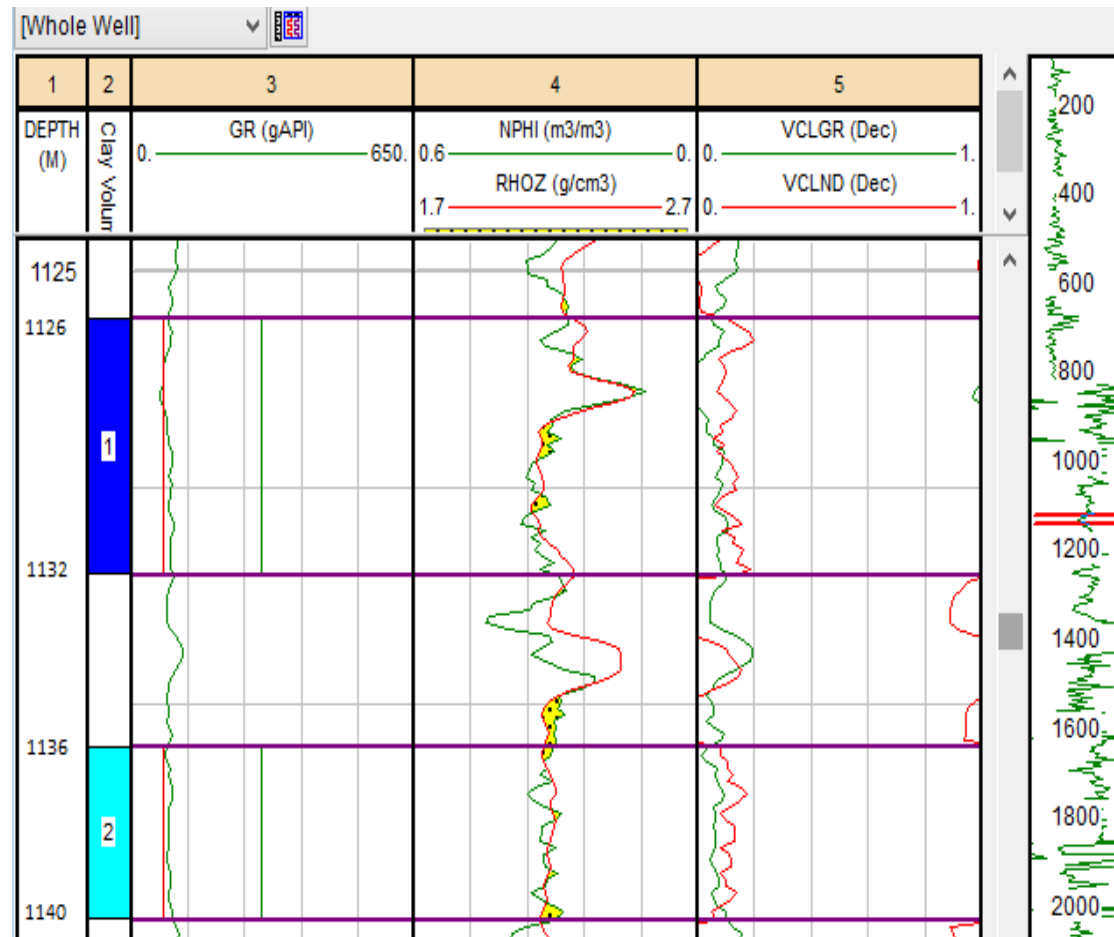 [Whole Well]
1 2 3 4 5
DEPTH
(M)
Clay Volum
GR (gAPI)
0. 650.
NPHI (m3/m3)
0.6 0.
RHOZ (g/cm3)
1.7 2.7
VCLGR (Dec)
0. 1.
VCLND (Dec)
0. 1.
1125
1126
1
1132
1136
2
1140
200
400
600
800
1000
1200
1400
1600
1800
2000